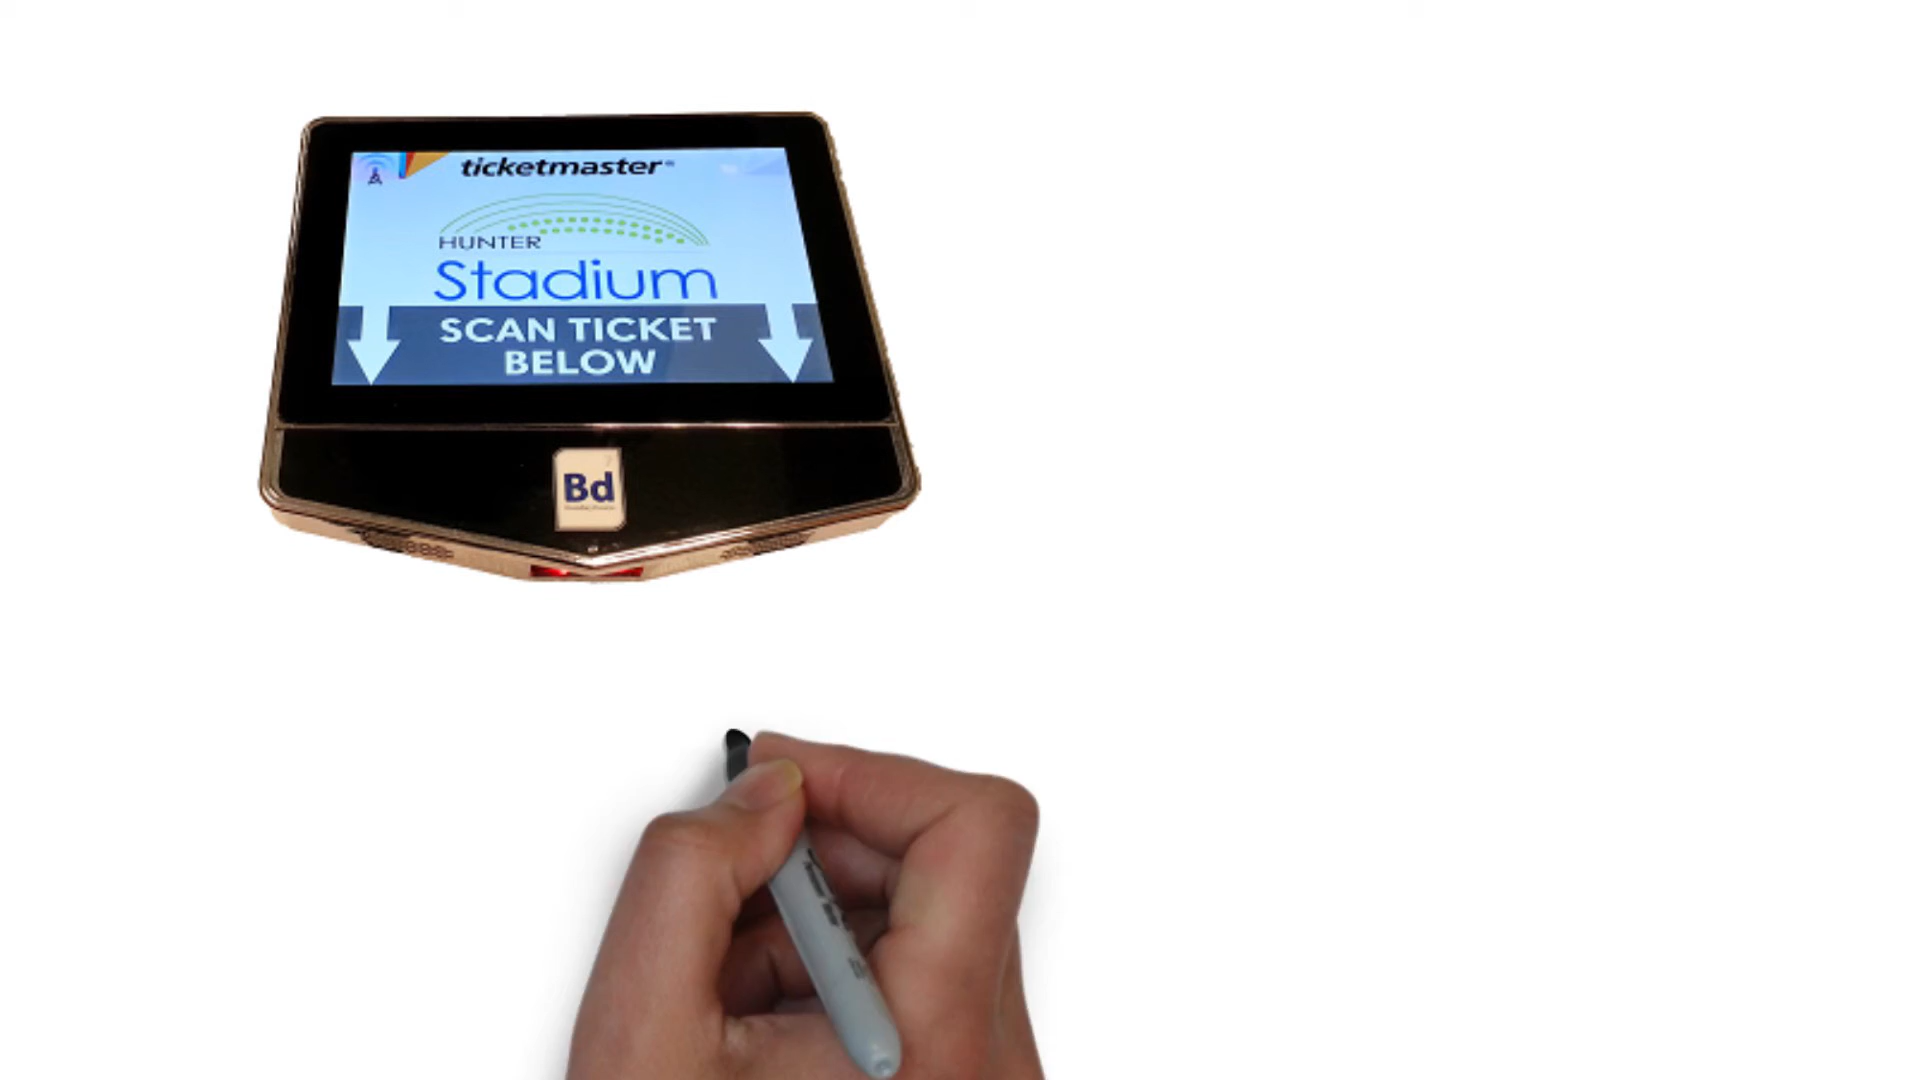 ticketmaster®
HUNTER
Stadium
SCAN TICKET
BELOW
Bd